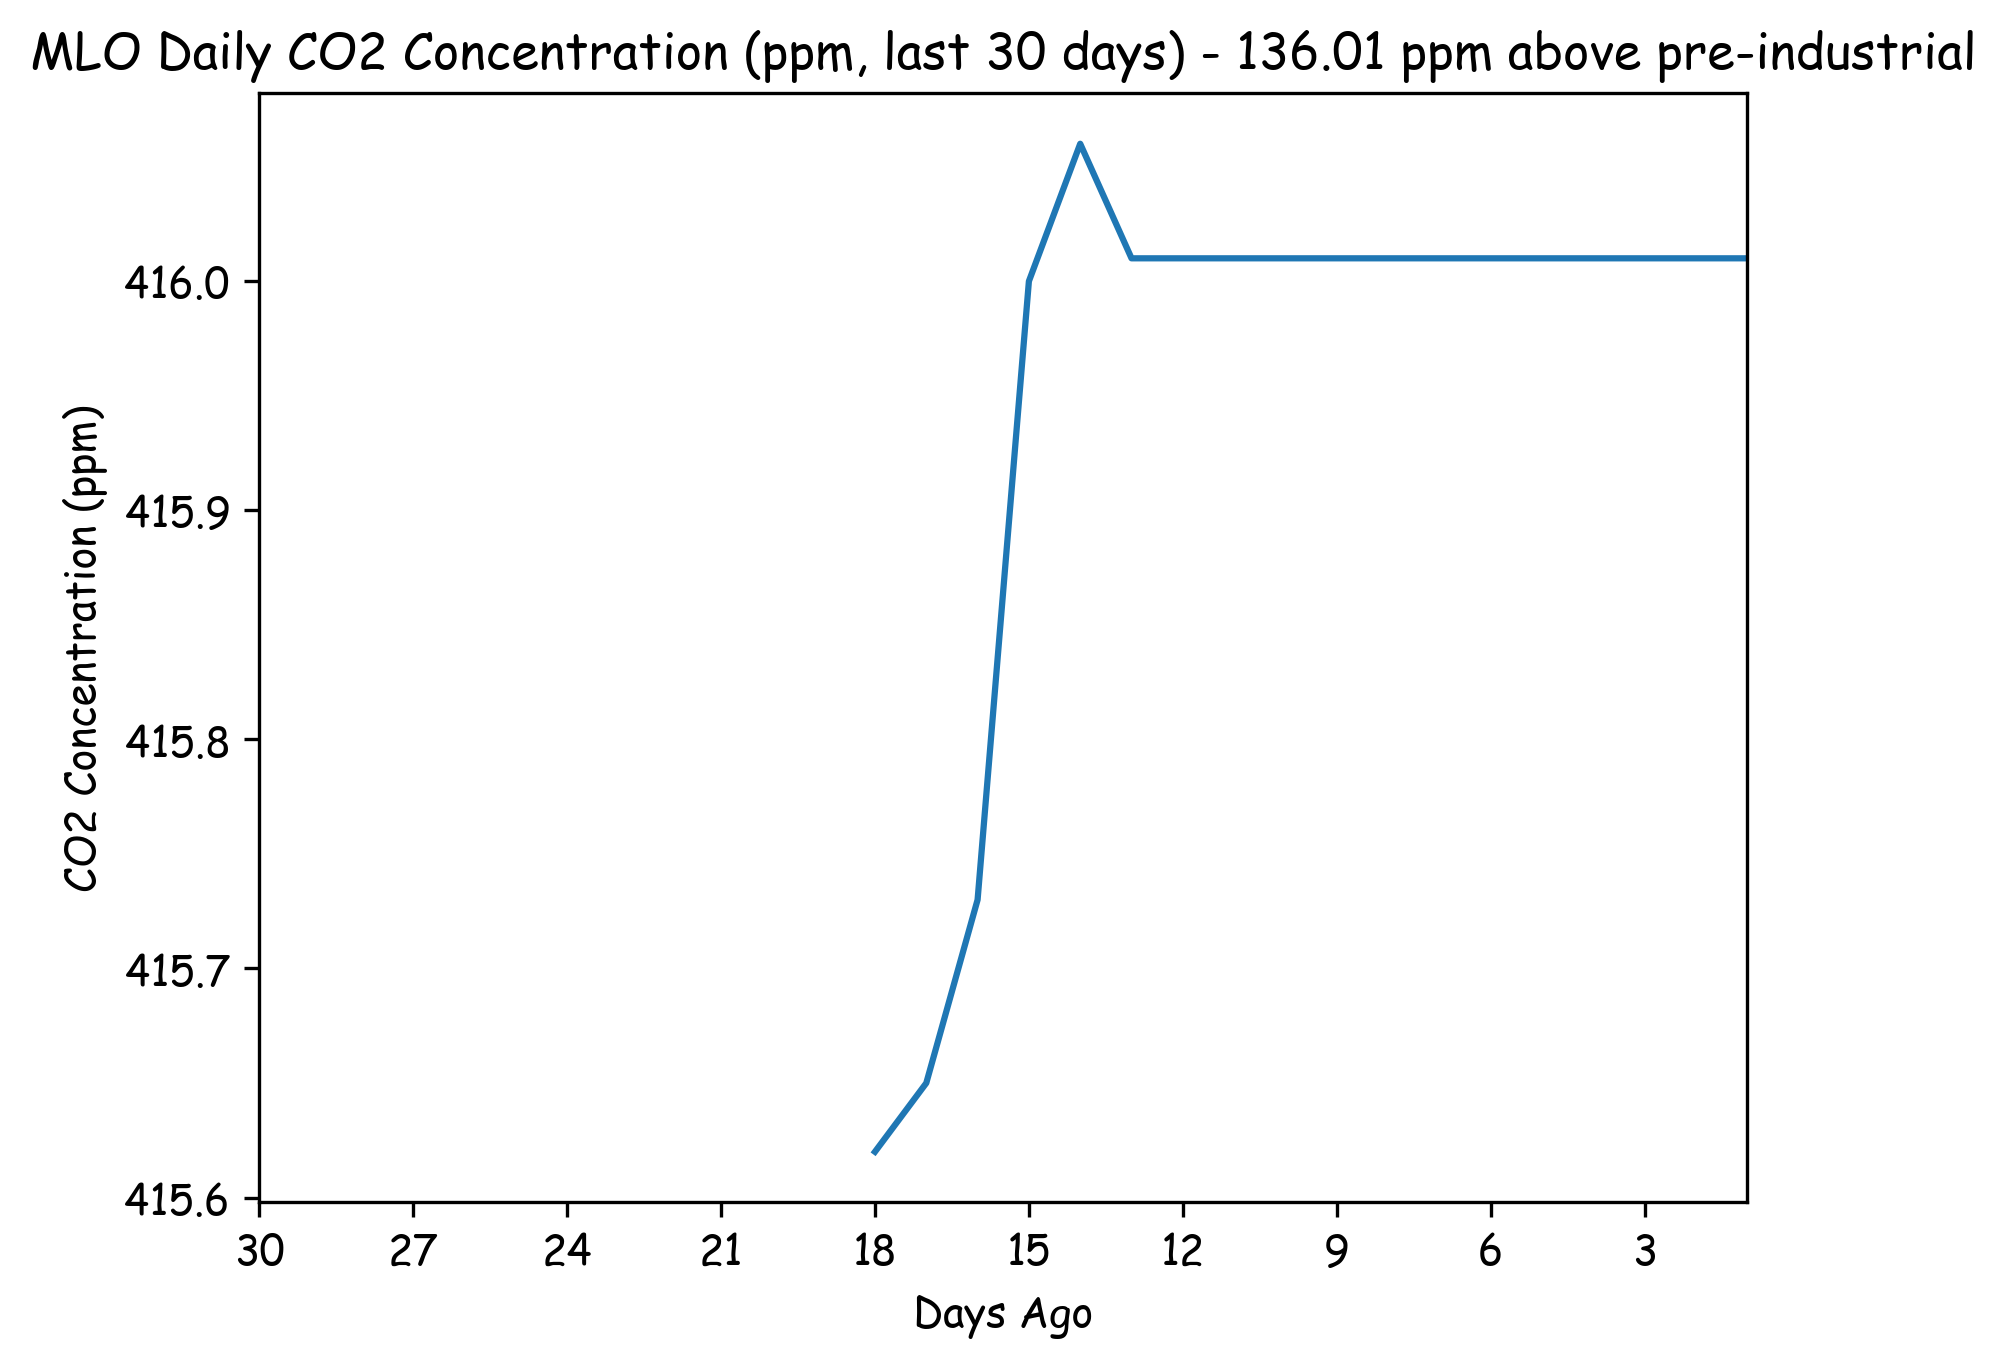 MLO Daily CO2 Concentration (ppm, last 30 days) - 136.01 ppm above pre-industrial
CO2 Concentration (ppm)
416.0
415.9
415.8
415.7
415.6
30 27 24 21 18 15 12 9 6 3
Days Ago